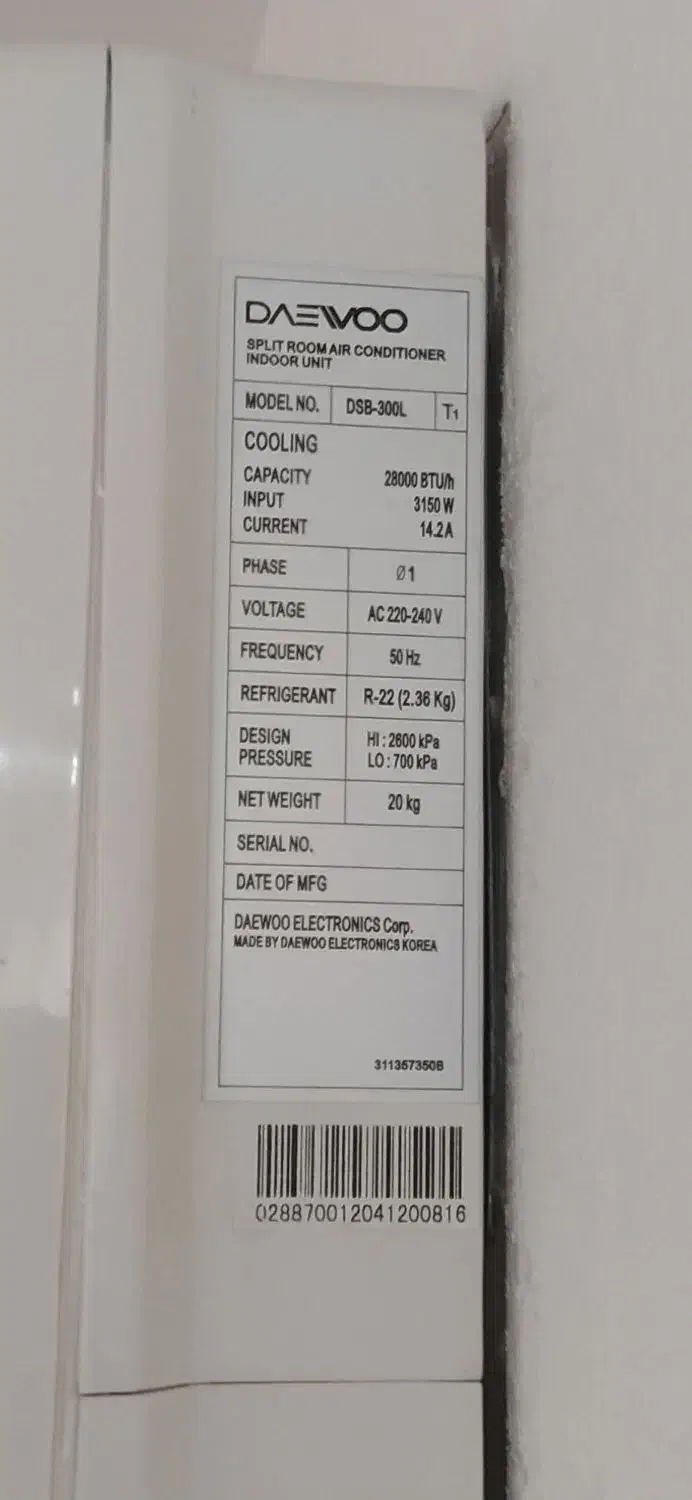 DAEWOO
SPLIT ROOM AIR CONDITIONER
INDOOR UNIT
MODEL NO. DSB-300L T1
COOLING
CAPACITY 28000 BTU/h
INPUT 3150 W
CURRENT 14.2 A
PHASE Ø1
VOLTAGE AC 220-240 V
FREQUENCY 50 Hz
REFRIGERANT R-22 (2.36 Kg)
DESIGN PRESSURE HI : 2600 kPa
LO : 700 kPa
NET WEIGHT 20 kg
SERIAL NO.
DATE OF MFG
DAEWOO ELECTRONICS Corp.
MADE BY DAEWOO ELECTRONICS KOREA
311357350B
028870012041200816